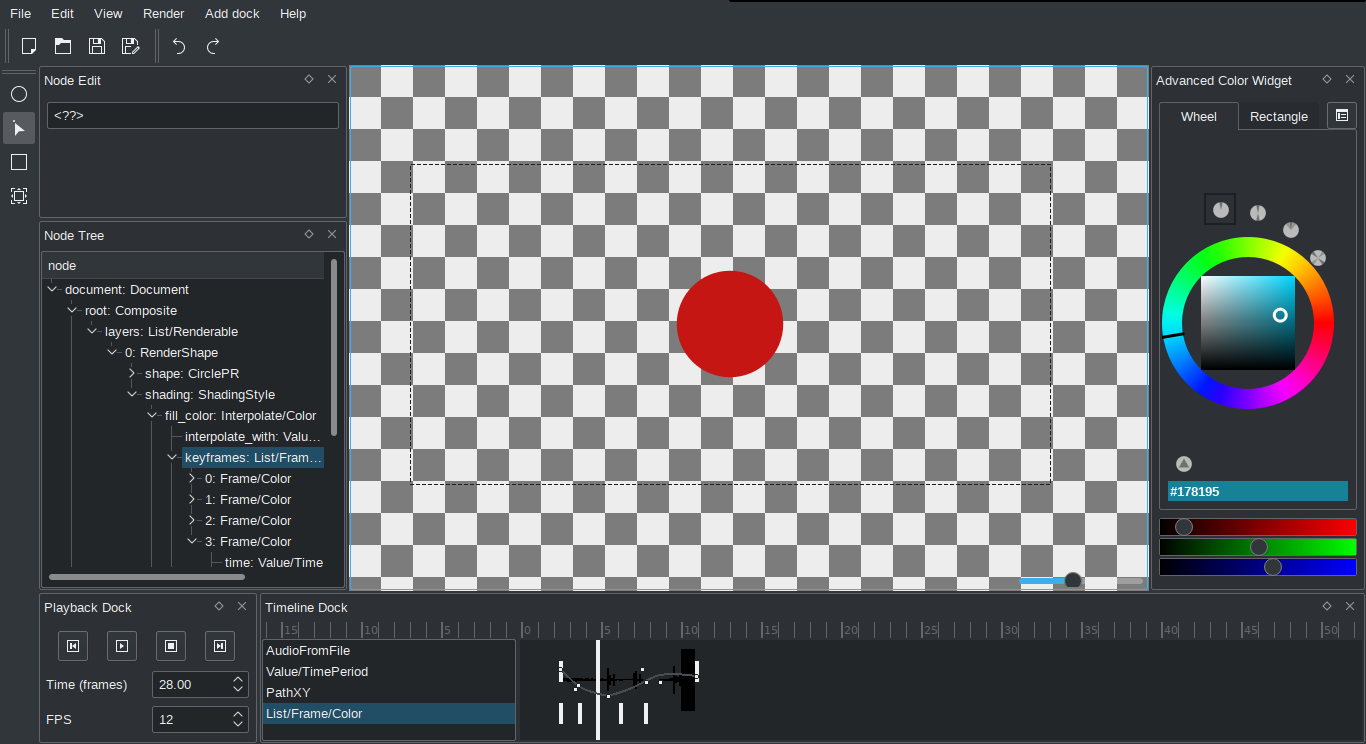 File Edit View Render Add dock Help
Node Edit
<??>
Node Tree
node
document: Document
root: Composite
layers: List/Renderable
0: RenderShape
shape: CirclePR
shading: ShadingStyle
fill_color: Interpolate/Color
interpolate_with: Valu...
keyframes: List/Fram...
0: Frame/Color
1: Frame/Color
2: Frame/Color
3: Frame/Color
time: Value/Time
Advanced Color Widget
Wheel Rectangle
#178195
Playback Dock
Time (frames) 28.00
FPS 12
Timeline Dock
15 10 5 0 5 10 15 20 25 30 35 40 45 50
AudioFromFile
Value/TimePeriod
PathXY
List/Frame/Color